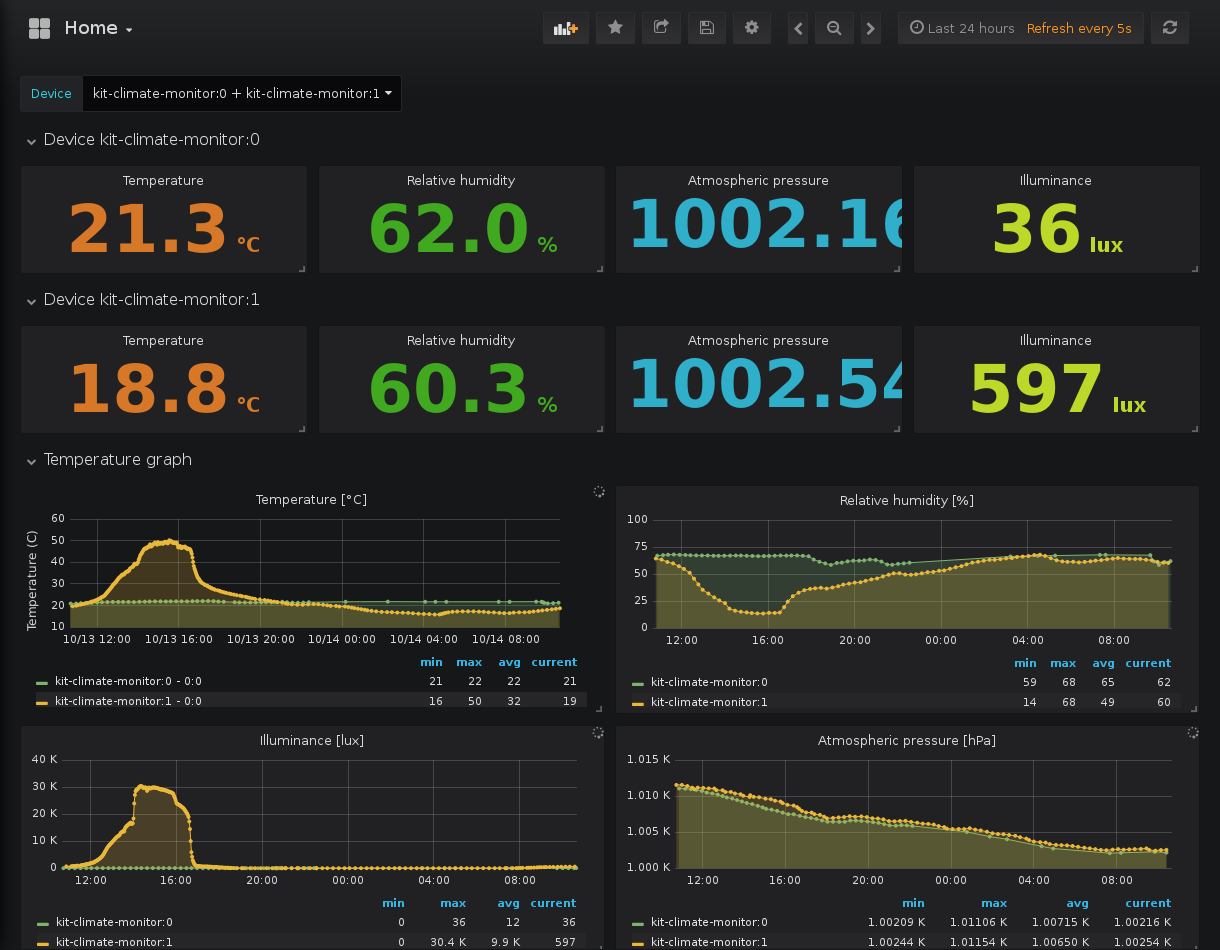 Home
Last 24 hours Refresh every 5s
Device kit-climate-monitor:0 + kit-climate-monitor:1
Device kit-climate-monitor:0
Temperature Relative humidity Atmospheric pressure Illuminance
21.3 °C 62.0 % 1002.16 36 lux
Device kit-climate-monitor:1
Temperature Relative humidity Atmospheric pressure Illuminance
18.8 °C 60.3 % 1002.54 597 lux
Temperature graph
Temperature [°C]
Temperature (C)
60
50
40
30
20
10
10/13 12:00 10/13 16:00 10/13 20:00 10/14 00:00 10/14 04:00 10/14 08:00
min max avg current
kit-climate-monitor:0 - 0:0 21 22 22 21
kit-climate-monitor:1 - 0:0 16 50 32 19
Relative humidity [%]
100
75
50
25
0
12:00 16:00 20:00 00:00 04:00 08:00
min max avg current
kit-climate-monitor:0 59 68 65 62
kit-climate-monitor:1 14 68 49 60
Illuminance [lux]
40 K
30 K
20 K
10 K
0
12:00 16:00 20:00 00:00 04:00 08:00
min max avg current
kit-climate-monitor:0 0 36 12 36
kit-climate-monitor:1 0 30.4 K 9.9 K 597
Atmospheric pressure [hPa]
1.015 K
1.010 K
1.005 K
1.000 K
12:00 16:00 20:00 00:00 04:00 08:00
min max avg current
kit-climate-monitor:0 1.00209 K 1.01106 K 1.00715 K 1.00216 K
kit-climate-monitor:1 1.00244 K 1.01154 K 1.00650 K 1.00254 K